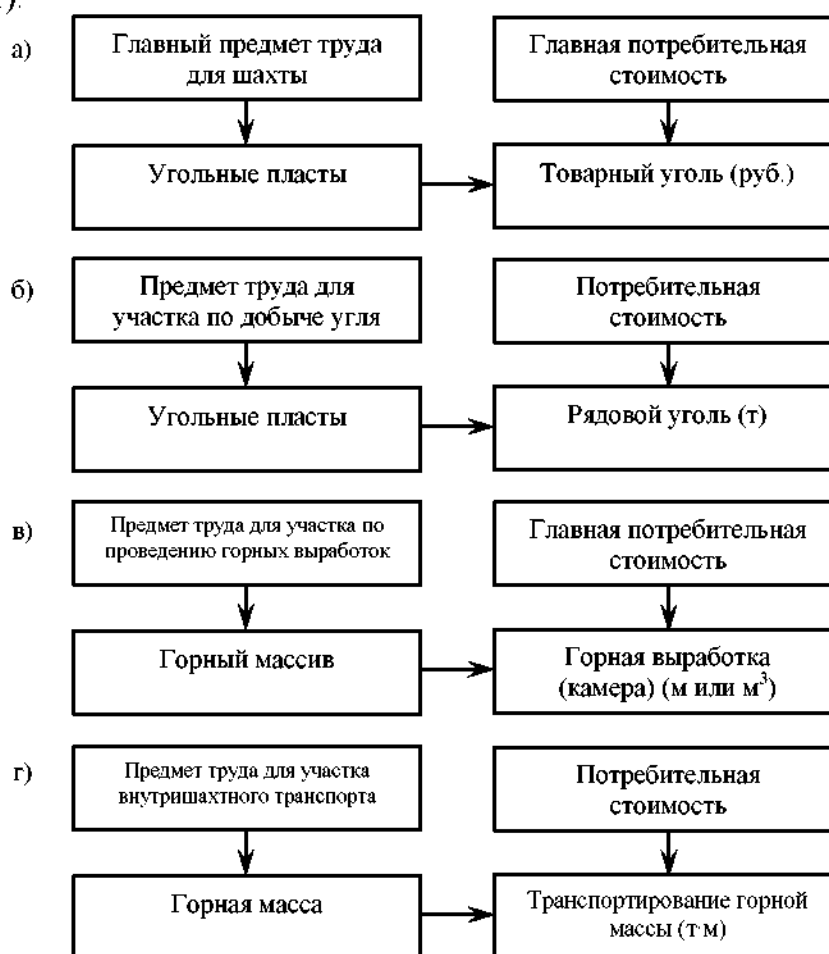 ).
а)
Главный предмет труда
для шахты
Главная потребительная
стоимость
Угольные пласты
Товарный уголь (руб.)
б)
Предмет труда для
участка по добыче угля
Потребительная
стоимость
Угольные пласты
Рядовой уголь (т)
в)
Предмет труда для участка по
проведению горных выработок
Главная потребительная
стоимость
Горный массив
Горная выработка
(камера) (м или м³)
г)
Предмет труда для участка
внутришахтного транспорта
Потребительная
стоимость
Горная масса
Транспортирование горной
массы (т·м)